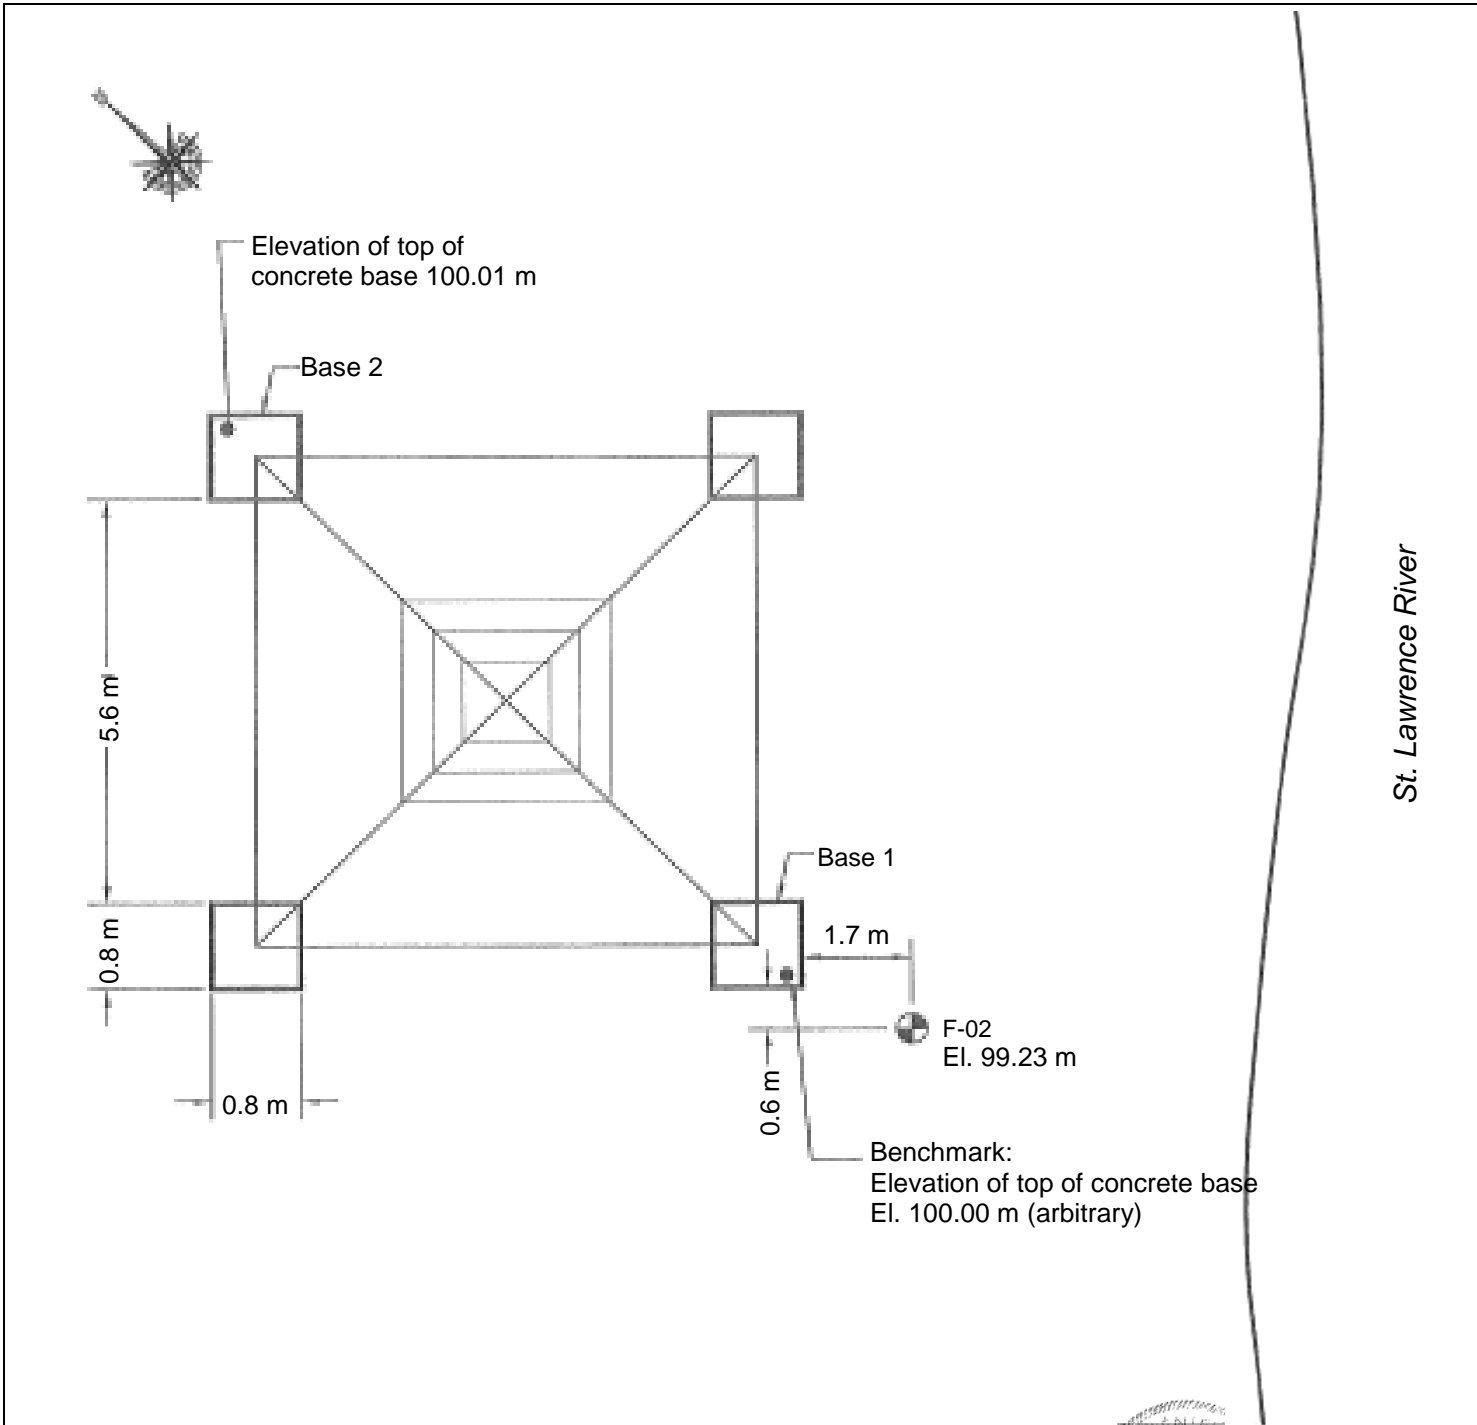 Elevation of top of
concrete base 100.01 m
Base 2
5.6 m
St. Lawrence River
Base 1
0.8 m
1.7 m
F-02
El. 99.23 m
0.8 m
0.6 m
Benchmark:
Elevation of top of concrete base
El. 100.00 m (arbitrary)